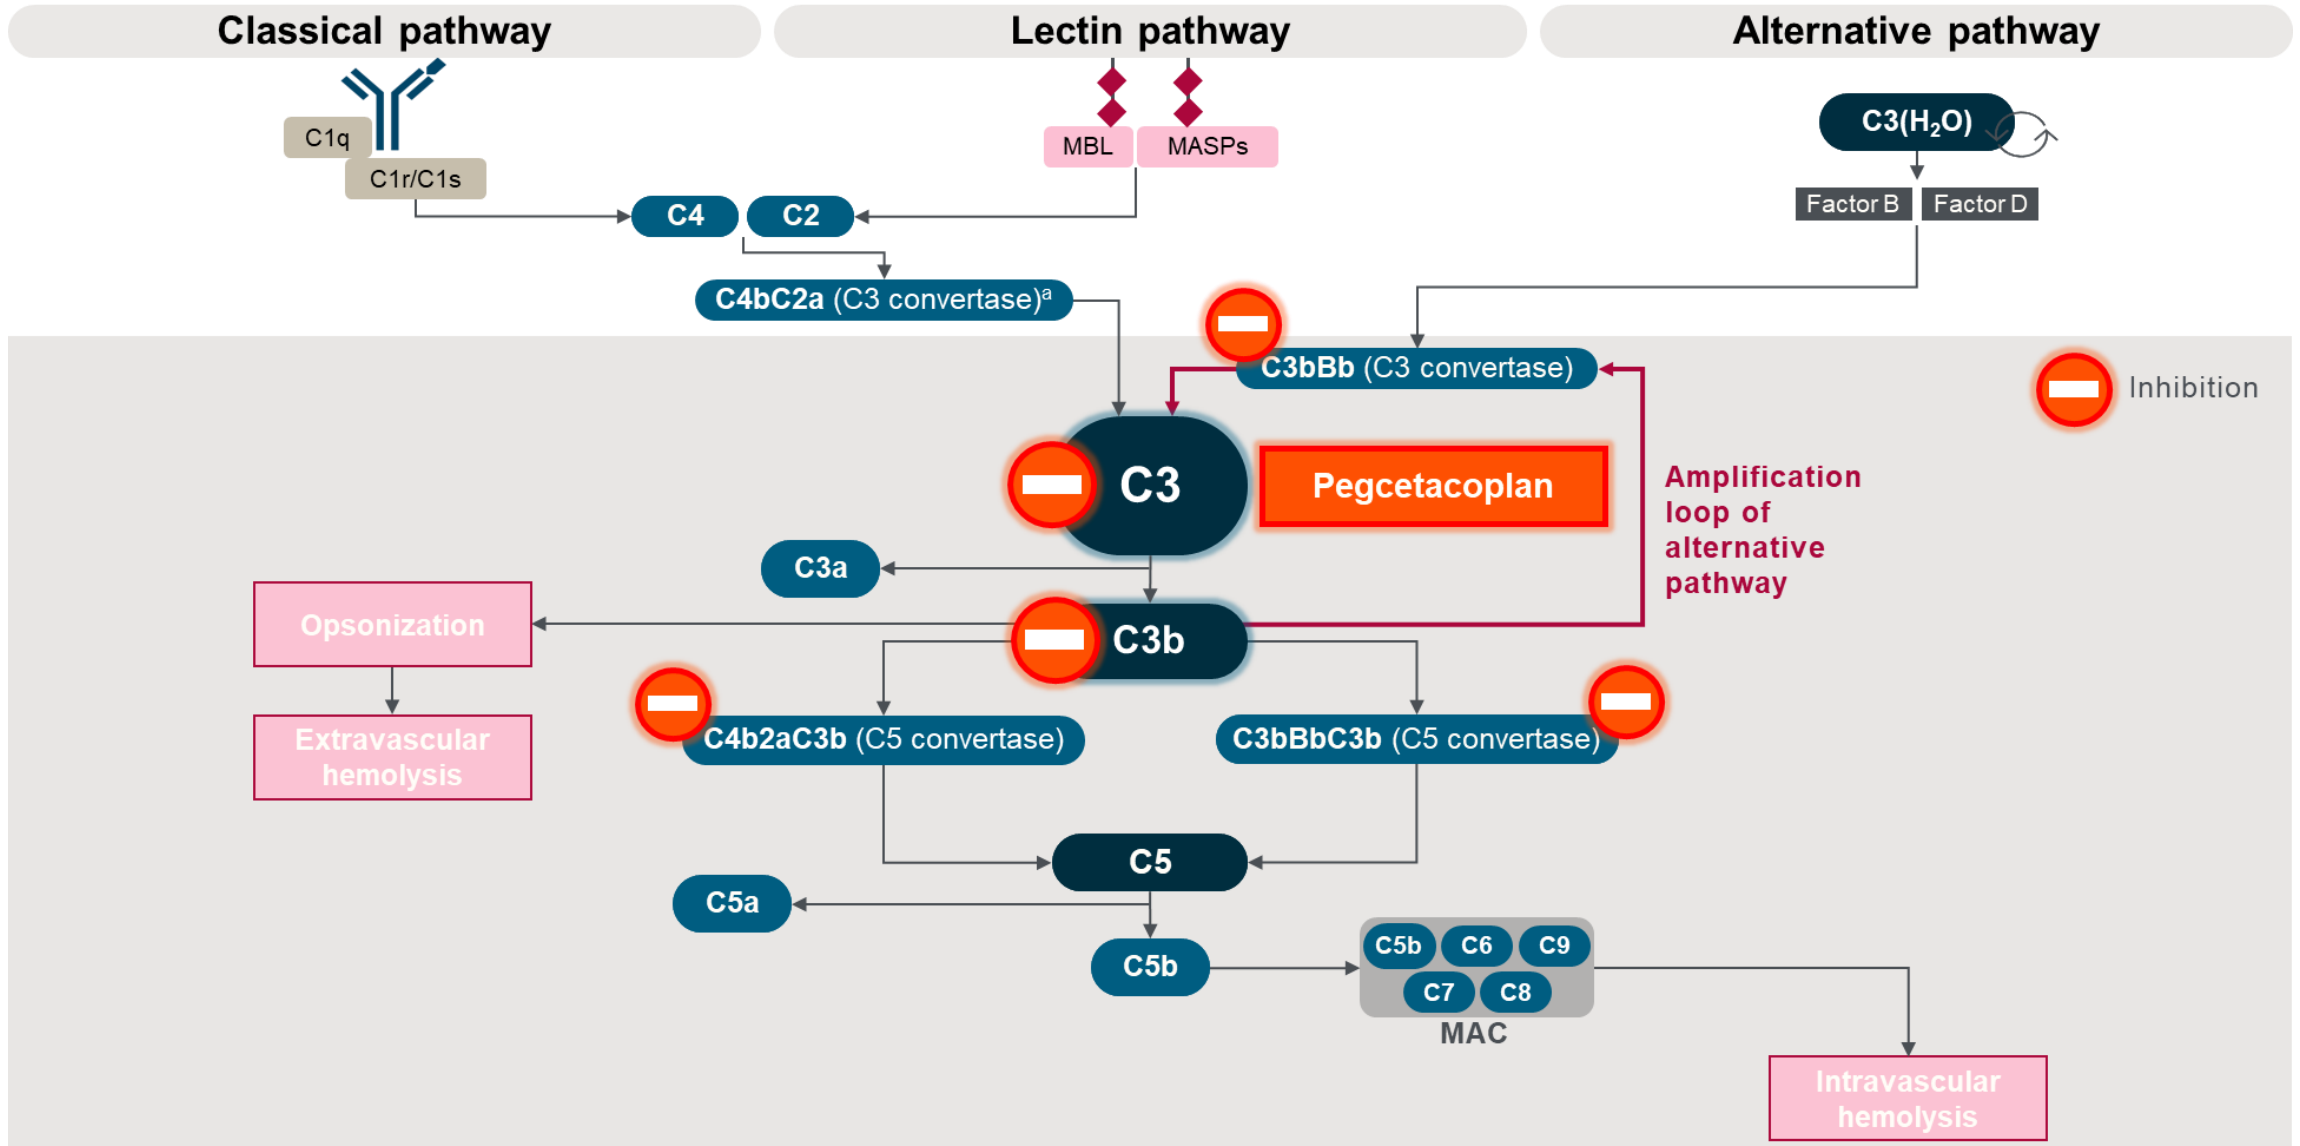 Classical pathway
Lectin pathway
Alternative pathway
C1q
C1r/C1s
MBL
MASPs
C3(H₂O)
Factor B
Factor D
C4
C2
C4bC2a (C3 convertase)ᵃ
C3bBb (C3 convertase)
Inhibition
C3
Pegcetacoplan
Amplification
loop of
alternative
pathway
C3a
Opsonization
C3b
Extravascular
hemolysis
C4b2aC3b (C5 convertase)
C3bBbC3b (C5 convertase)
C5
C5a
C5b
C5b
C6
C9
C7
C8
MAC
Intravascular
hemolysis